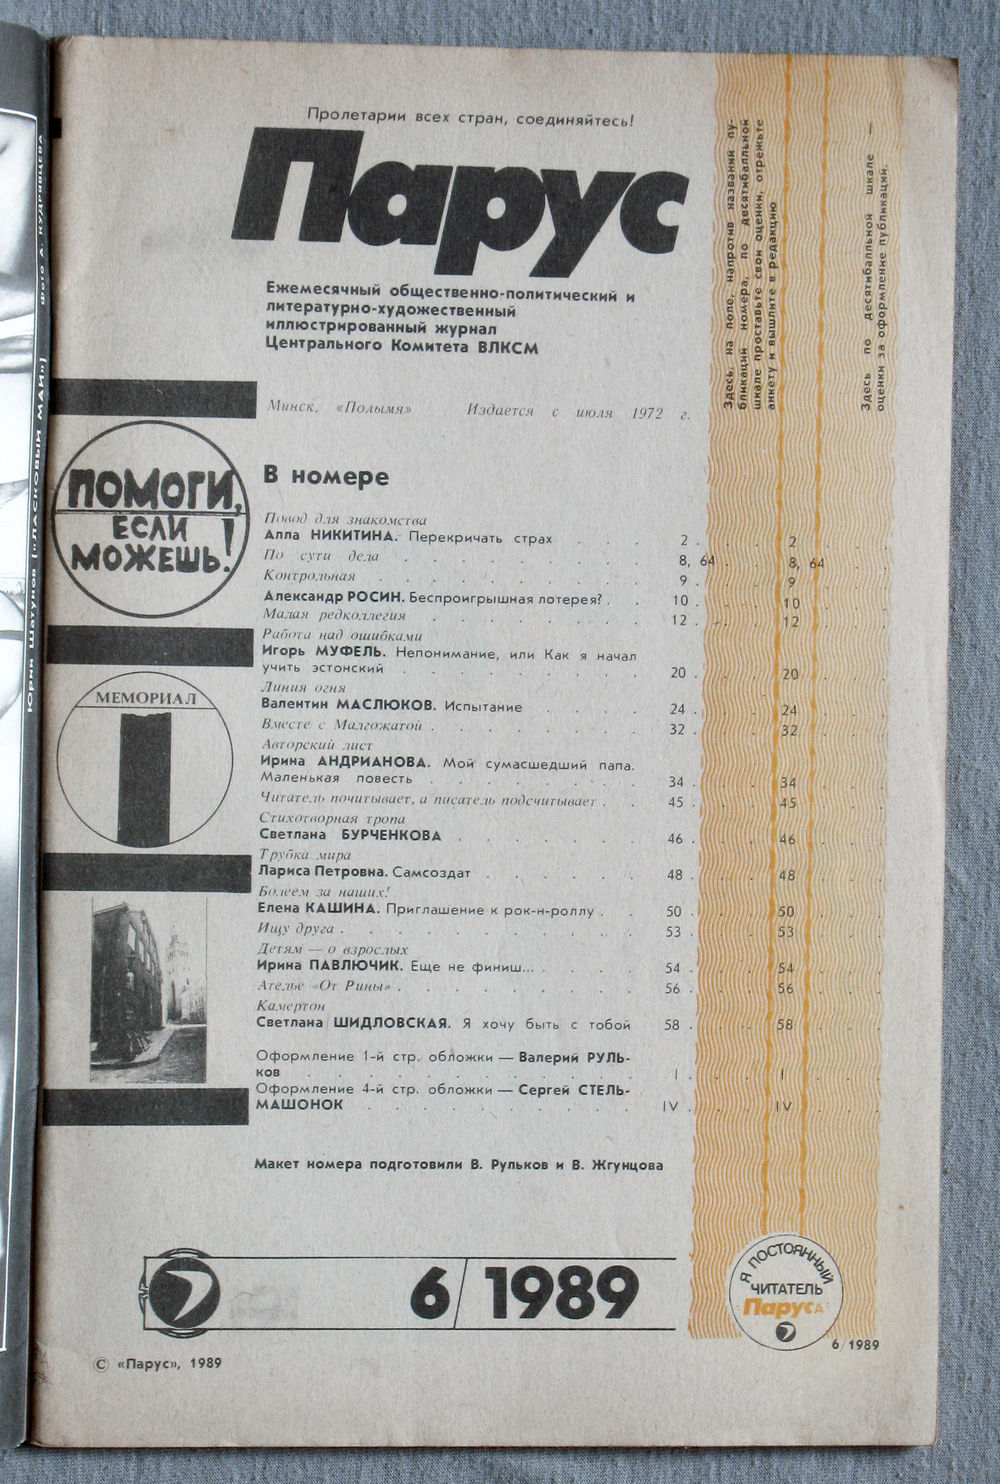 Пролетарии всех стран, соединяйтесь!
Парус
Ежемесячный общественно-политический и
литературно-художественный
иллюстрированный журнал
Центрального Комитета ВЛКСМ
Минск, «Полымя» Издается с июля 1972 г.
В номере
Повод для знакомства
Алла НИКИТИНА. Перекричать страх . . . 2 . . . . 2
По сути дела . . . . . . . . 8, 64 . . . . 8, 64
Контрольная . . . . . . . . 9 . . . . 9
Александр РОСИН. Беспроигрышная лотерея? . . 10 . . . . 10
Малая редколлегия . . . . . . . 12 . . . . 12
Работа над ошибками
Игорь МУФЕЛЬ. Непонимание, или Как я начал
учить эстонский . . . . . . . 20 . . . . 20
Линия огня
Валентин МАСЛЮКОВ. Испытание . . . . 24 . . . . 24
Вместе с Малгожатой . . . . . . . 32 . . . . 32
Авторский лист
Ирина АНДРИАНОВА. Мой сумасшедший папа.
Маленькая повесть . . . . . . . 34 . . . . 34
Читатель почитывает, а писатель подсчитывает . . 45 . . . . 45
Стихотворная тропа
Светлана БУРЧЕНКОВА . . . . . . 46 . . . . 46
Трубка мира
Лариса Петровна. Самсоздат . . . . . 48 . . . . 48
Болеем за наших!
Елена КАШИНА. Приглашение к рок-н-роллу . . 50 . . . . 50
Ищу друга . . . . . . . . . 53 . . . . 53
Детям — о взрослых
Ирина ПАВЛЮЧИК. Еще не финиш... . . . 54 . . . . 54
Ателье «От Рины» . . . . . . . 56 . . . . 56
Камертон
Светлана ШИДЛОВСКАЯ. Я хочу быть с тобой 58 . . . . 58
Оформление 1-й стр. обложки — Валерий РУЛЬ-
КОВ . . . . . . . . . . I . . . . I
Оформление 4-й стр. обложки — Сергей СТЕЛЬ-
МАШОНОК . . . . . . . . IV . . . . IV
Макет номера подготовили В. Рульков и В. Жгунцова
6/1989
© «Парус», 1989
ПОМОГИ,
ЕСЛИ
МОЖЕШЬ!
МЕМОРИАЛ
Здесь, на поле, напротив названий пу-
бликаций номера, по десятибалльной
шкале проставьте свои оценки, отрежьте
анкету и вышлите в редакцию
Здесь по десятибалльной шкале —
оценки за оформление публикаций.
Я ПОСТОЯННЫЙ
ЧИТАТЕЛЬ
ПарусА
6/1989
Юрий Шатунов («ЛАСКОВЫЙ МАЙ») Фото А. КУДРЯВЦЕВА